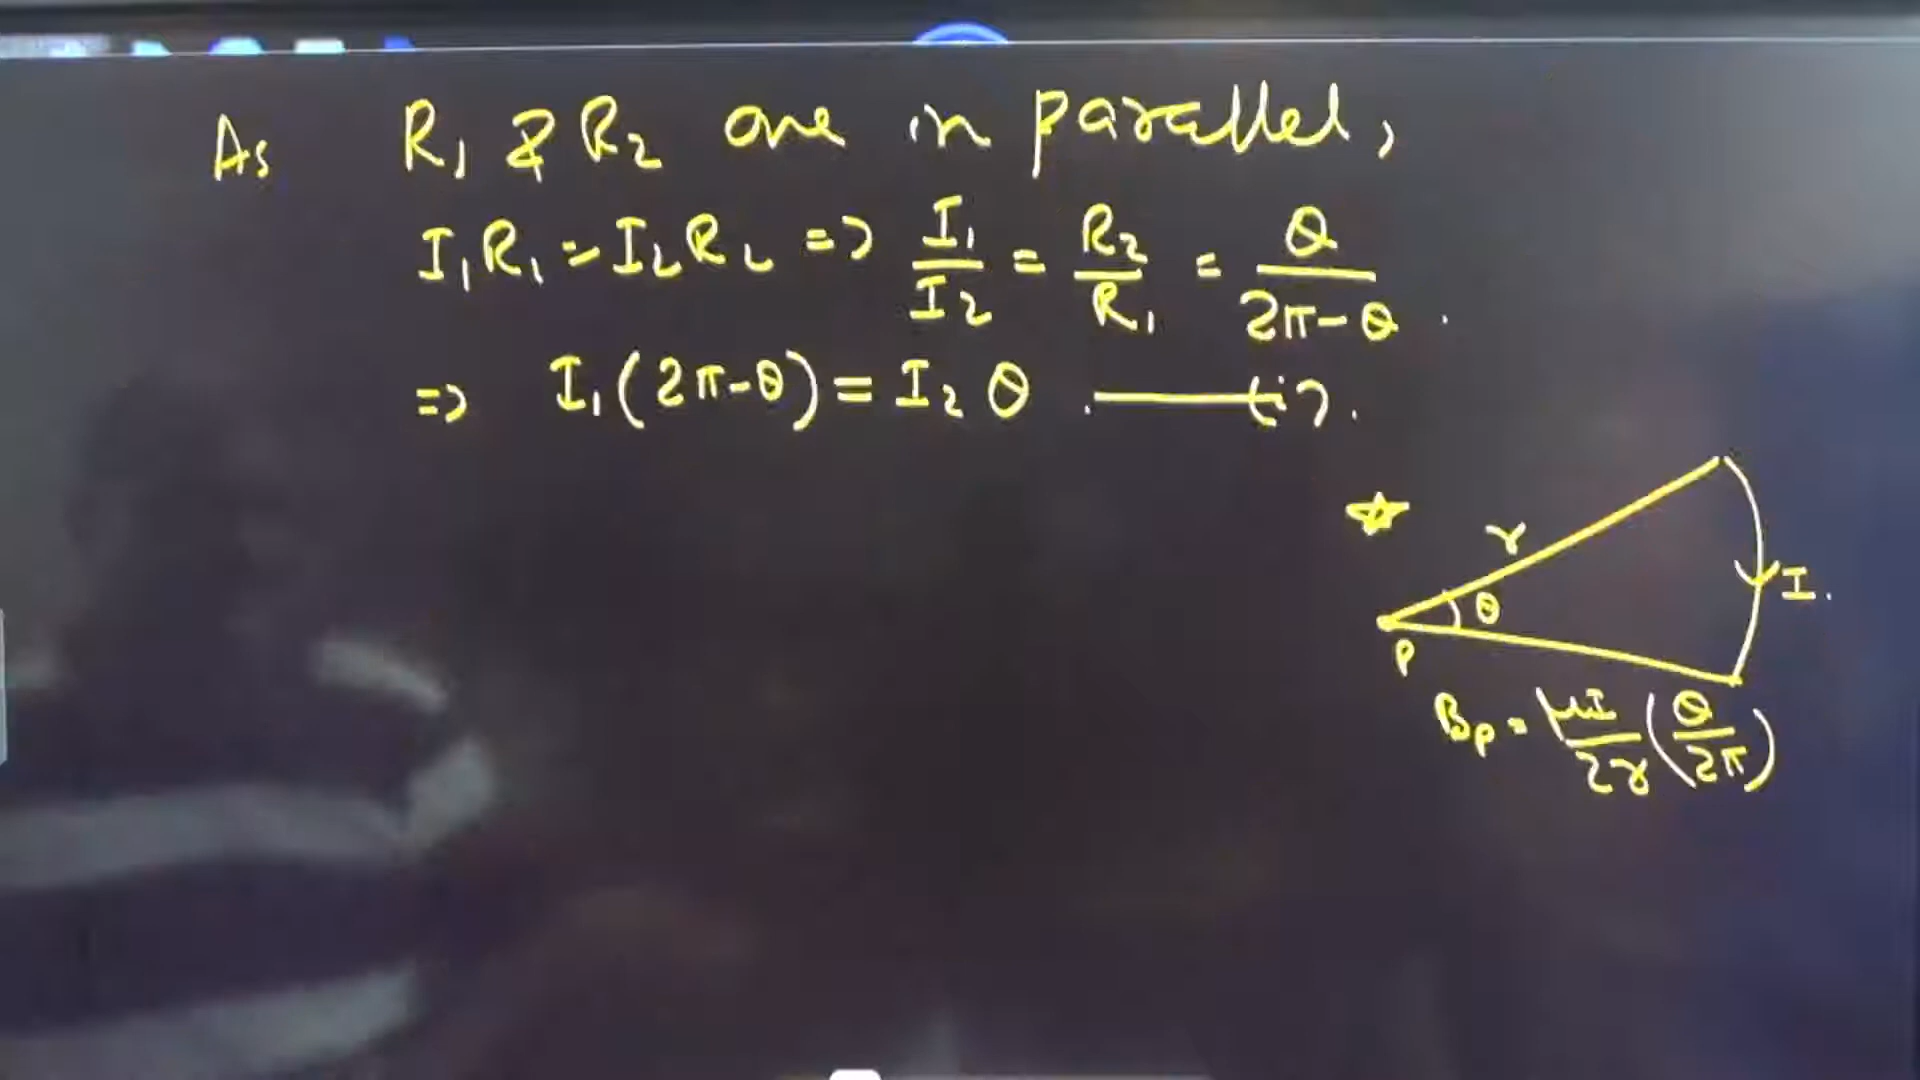 As R₁ & R₂ are in parallel,
I₁R₁ = I₂R₂ => I₁/I₂ = R₂/R₁ = θ/(2π-θ) .
=> I₁(2π-θ) = I₂ θ . —— (i).
☆
r
θ
I.
P
Bₚ = μI/2r (θ/2π)